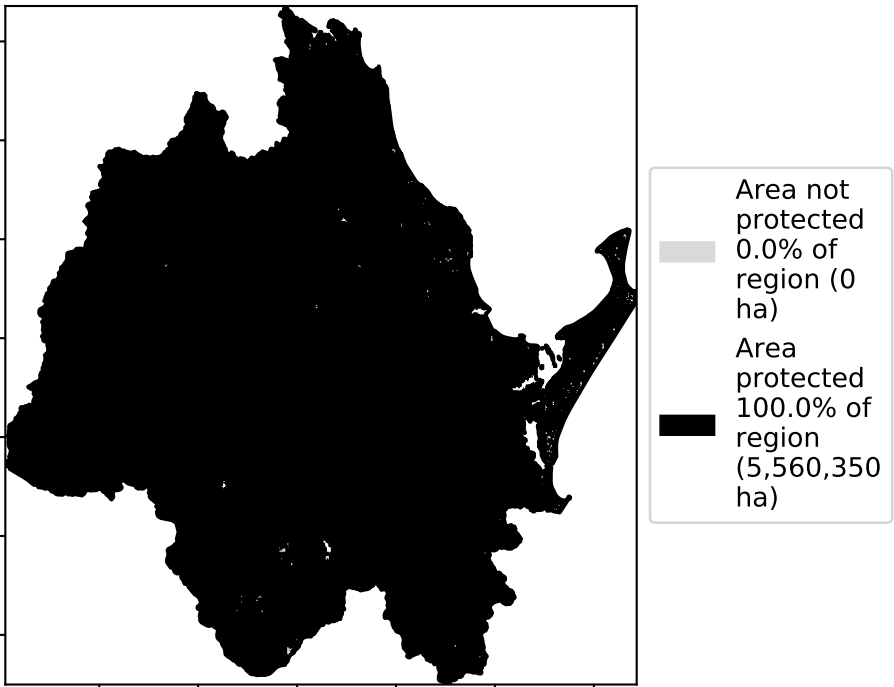 Area not
protected
0.0% of
region (0
ha)
Area
protected
100.0% of
region
(5,560,350
ha)